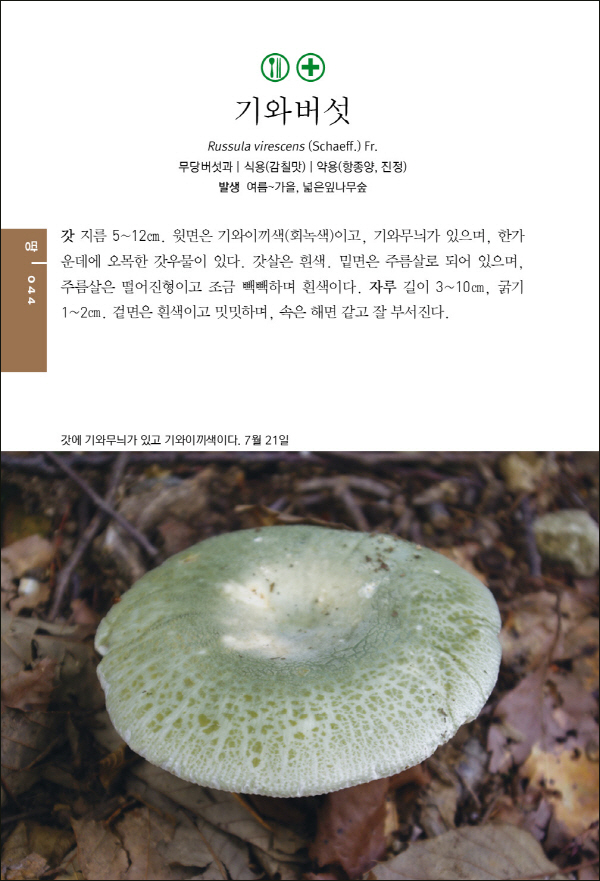 기와버섯
Russula virescens (Schaeff.) Fr.
무당버섯과 | 식용(감칠맛) | 약용(항종양, 진정)
발생 여름~가을, 넓은잎나무숲
땅
044
갓 지름 5~12㎝. 윗면은 기와이끼색(회녹색)이고, 기와무늬가 있으며, 한가
운데에 오목한 갓우물이 있다. 갓살은 흰색. 밑면은 주름살로 되어 있으며,
주름살은 떨어진형이고 조금 빽빽하며 흰색이다. 자루 길이 3~10㎝, 굵기
1~2㎝. 겉면은 흰색이고 밋밋하며, 속은 해면 같고 잘 부서진다.
갓에 기와무늬가 있고 기와이끼색이다. 7월 21일